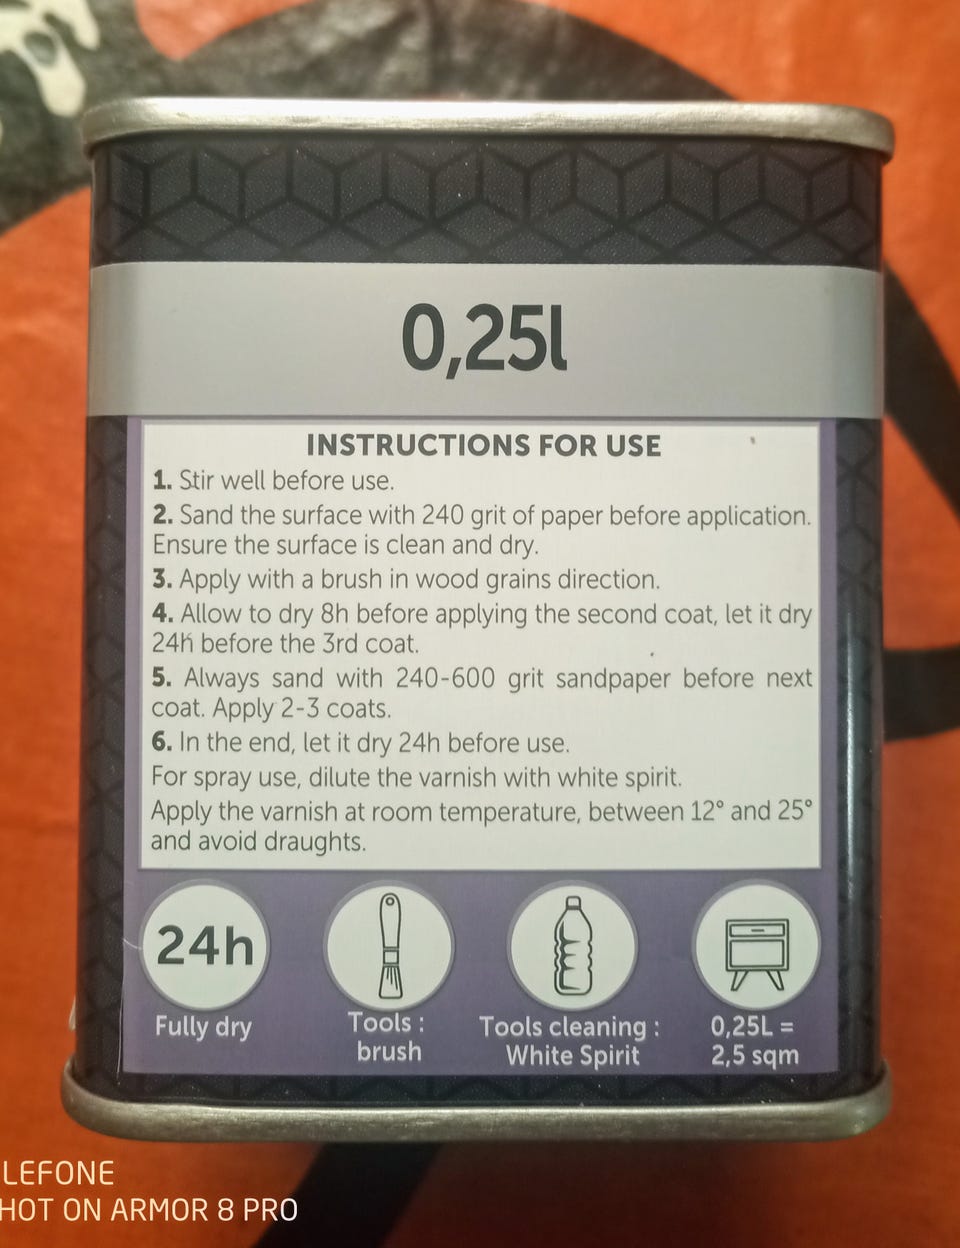 0,25l
INSTRUCTIONS FOR USE
1. Stir well before use.
2. Sand the surface with 240 grit of paper before application.
Ensure the surface is clean and dry.
3. Apply with a brush in wood grains direction.
4. Allow to dry 8h before applying the second coat, let it dry
24h before the 3rd coat.
5. Always sand with 240-600 grit sandpaper before next
coat. Apply 2-3 coats.
6. In the end, let it dry 24h before use.
For spray use, dilute the varnish with white spirit.
Apply the varnish at room temperature, between 12° and 25°
and avoid draughts.
24h
Fully dry
Tools :
brush
Tools cleaning :
White Spirit
0,25L =
2,5 sqm
LEFONE
HOT ON ARMOR 8 PRO